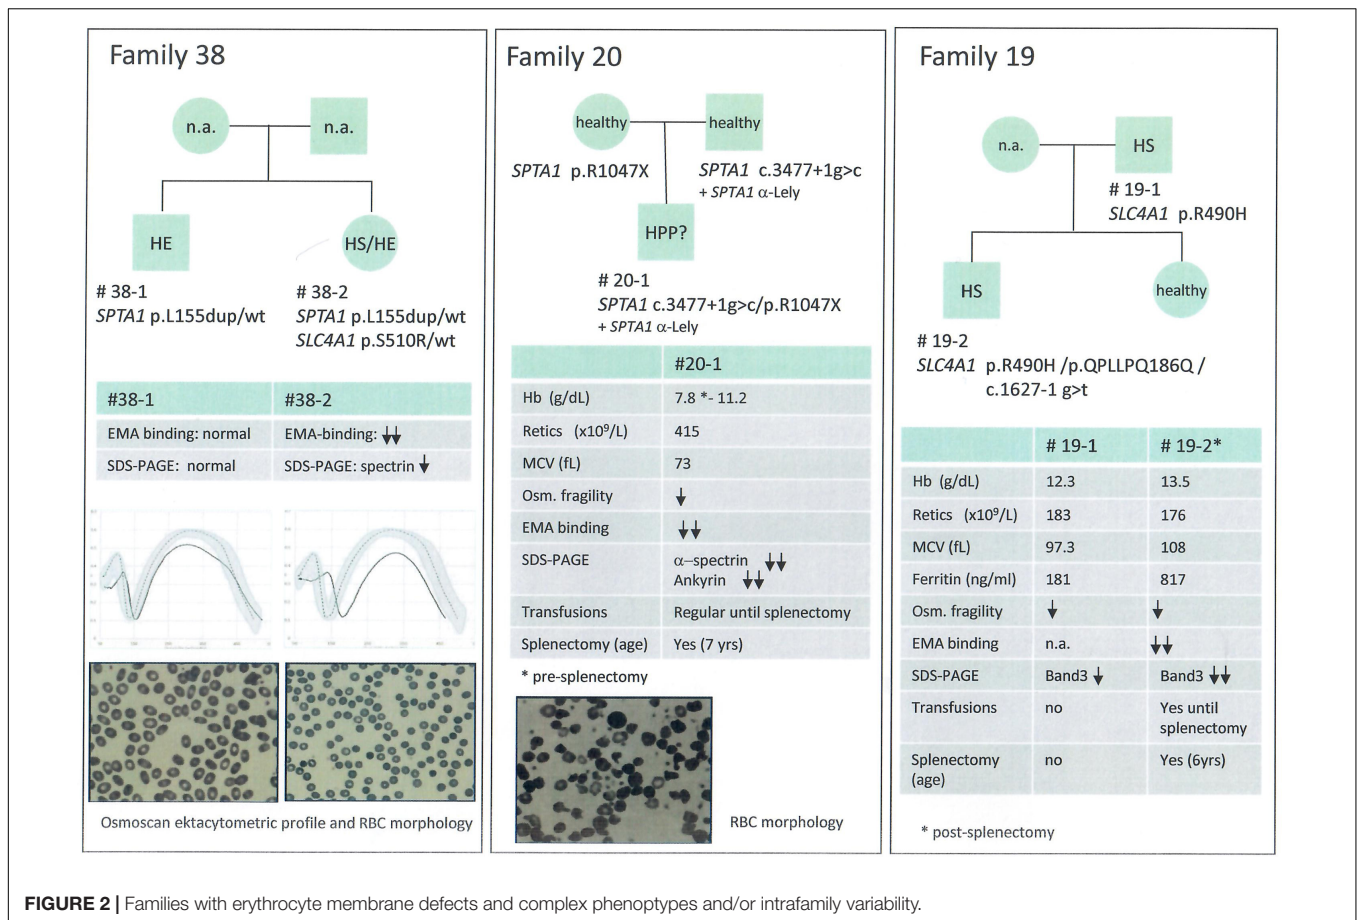 Family 38
n.a.
n.a.
HE
HS/HE
# 38-1
SPTA1 p.L155dup/wt
# 38-2
SPTA1 p.L155dup/wt
SLC4A1 p.S510R/wt
#38-1 #38-2
EMA binding: normal EMA-binding: ↓↓
SDS-PAGE: normal SDS-PAGE: spectrin ↓
Osmoscan ektacytometric profile and RBC morphology
Family 20
healthy
healthy
SPTA1 p.R1047X
SPTA1 c.3477+1g>c
+ SPTA1 α-Lely
HPP?
# 20-1
SPTA1 c.3477+1g>c/p.R1047X
+ SPTA1 α-Lely
#20-1
Hb (g/dL) 7.8 *- 11.2
Retics (x10⁹/L) 415
MCV (fL) 73
Osm. fragility ↓
EMA binding ↓↓
SDS-PAGE α–spectrin ↓↓
Ankyrin ↓↓
Transfusions Regular until splenectomy
Splenectomy (age) Yes (7 yrs)
* pre-splenectomy
RBC morphology
Family 19
n.a.
HS
# 19-1
SLC4A1 p.R490H
HS
healthy
# 19-2
SLC4A1 p.R490H /p.QPLLPQ186Q /
c.1627-1 g>t
# 19-1 # 19-2*
Hb (g/dL) 12.3 13.5
Retics (x10⁹/L) 183 176
MCV (fL) 97.3 108
Ferritin (ng/ml) 181 817
Osm. fragility ↓ ↓
EMA binding n.a. ↓↓
SDS-PAGE Band3 ↓ Band3 ↓↓
Transfusions no Yes until
splenectomy
Splenectomy no Yes (6yrs)
(age)
* post-splenectomy
FIGURE 2 | Families with erythrocyte membrane defects and complex phenoptypes and/or intrafamily variability.